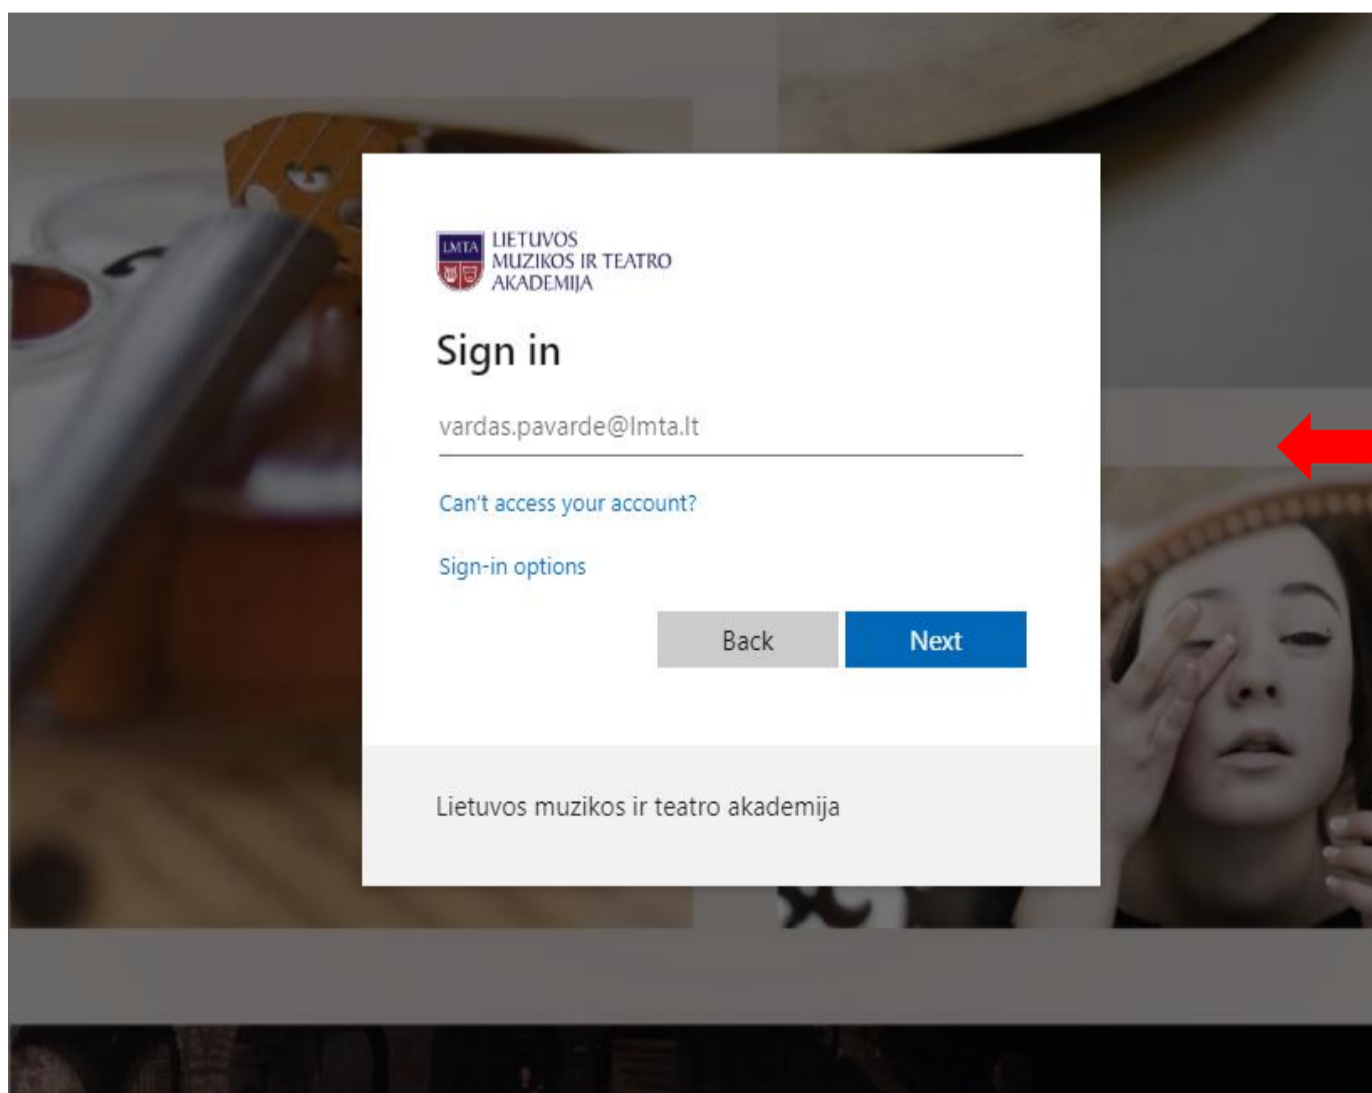 LMTA
LIETUVOS
MUZIKOS IR TEATRO
AKADEMIJA
Sign in
vardas.pavarde@lmta.lt
Can't access your account?
Sign-in options
Back
Next
Lietuvos muzikos ir teatro akademija